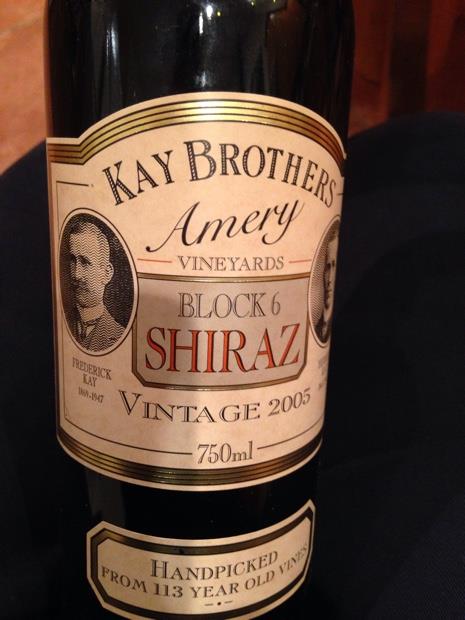 KAY BROTHERS
Amery
VINEYARDS
BLOCK 6
SHIRAZ
FREDERICK
KAY
1869-1947
VINTAGE 2005
750ml
HANDPICKED
FROM 113 YEAR OLD VINES